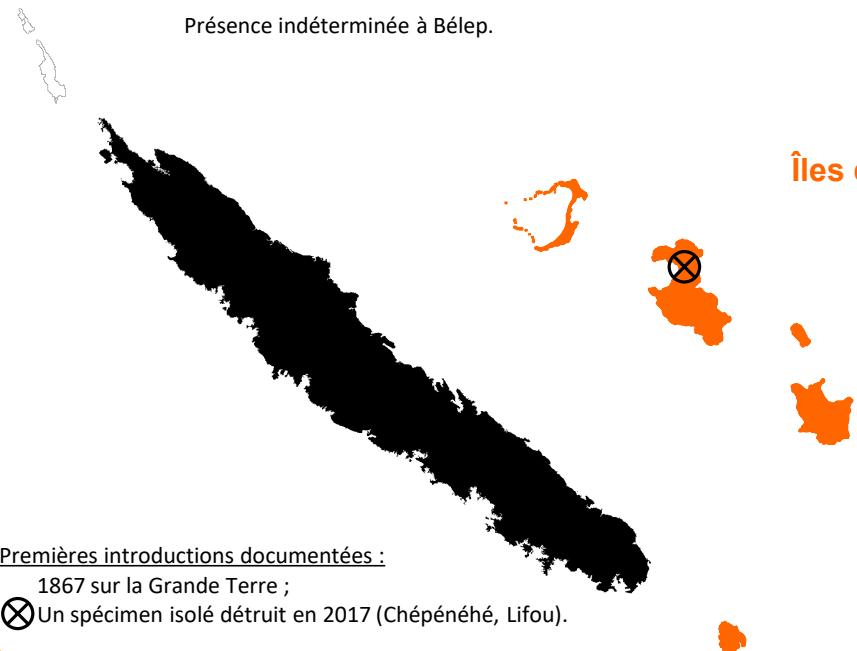 Présence indéterminée à Bélep.
Îles
Premières introductions documentées :
1867 sur la Grande Terre ;
Un spécimen isolé détruit en 2017 (Chépénéhé, Lifou).